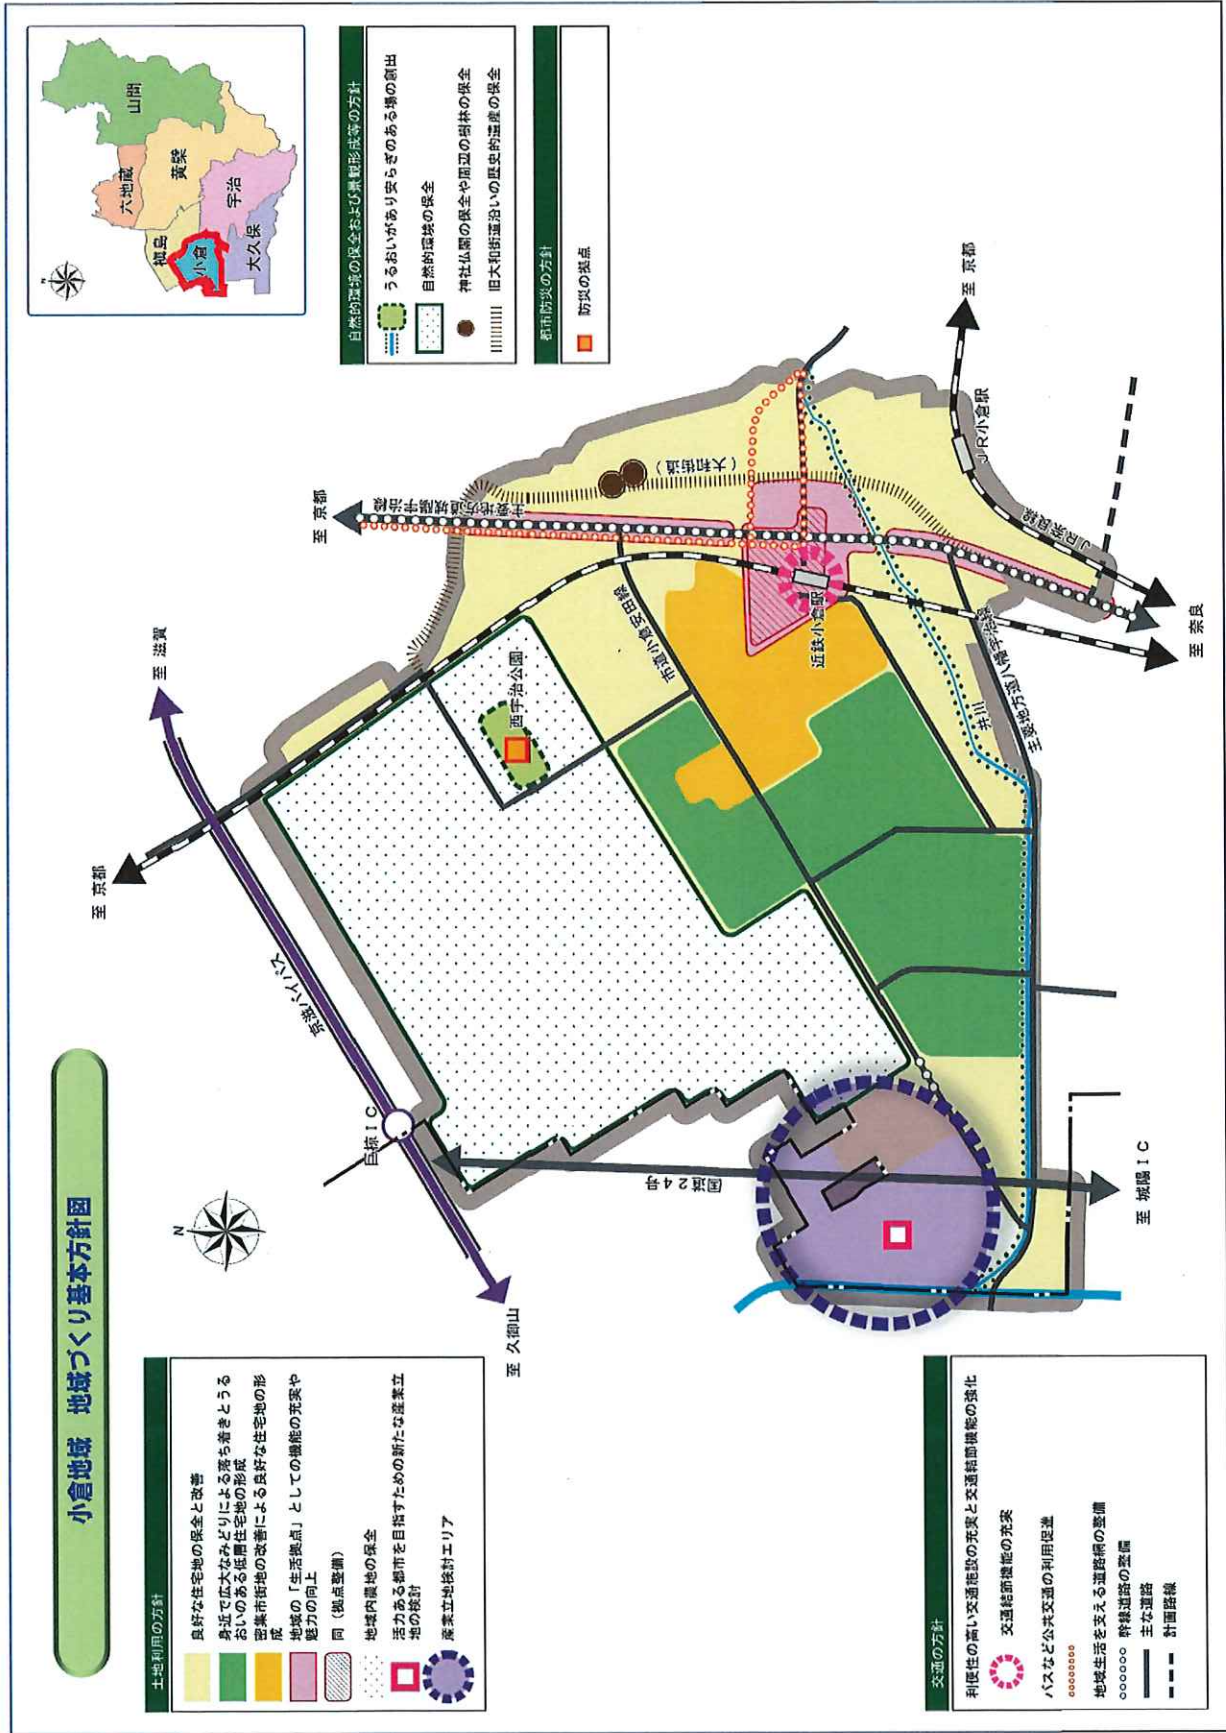 小倉地域　地域づくり基本方針図
土地利用の方針
良好な住宅地の保全と改善
身近で広大なみどりによる落ち着きとうる
おいのある低層住宅地の形成
密集市街地の改善による良好な住宅地の形
成
地域の「生活拠点」としての機能の充実や
魅力の向上
同（拠点整備）
地域内農地の保全
活力ある都市を目指すための新たな産業立
地の検討
産業立地検討エリア
交通の方針
利便性の高い交通施設の充実と交通結節機能の強化
交通結節機能の充実
バスなど公共交通の利用促進
地域生活を支える道路網の整備
幹線道路の整備
主な道路
計画路線
N
至 久御山
巨椋ＩＣ
京滋バイパス
至 京都
至 滋賀
国道２４号
至 城陽ＩＣ
西宇治公園
市道小倉安田線
近鉄小倉駅
井川
主要地方道八幡宇治線
至 京都
主要地方道城陽宇治線
（大和街道）
ＪＲ小倉駅
ＪＲ奈良線
至 京都
至 奈良
自然的環境の保全および景観形成等の方針
うるおいがあり安らぎのある場の創出
自然的環境の保全
神社仏閣の保全や周辺の樹林の保全
旧大和街道沿いの歴史的遺産の保全
都市防災の方針
防災の拠点
N
山間
六地蔵
黄檗
槇島
宇治
小倉
大久保